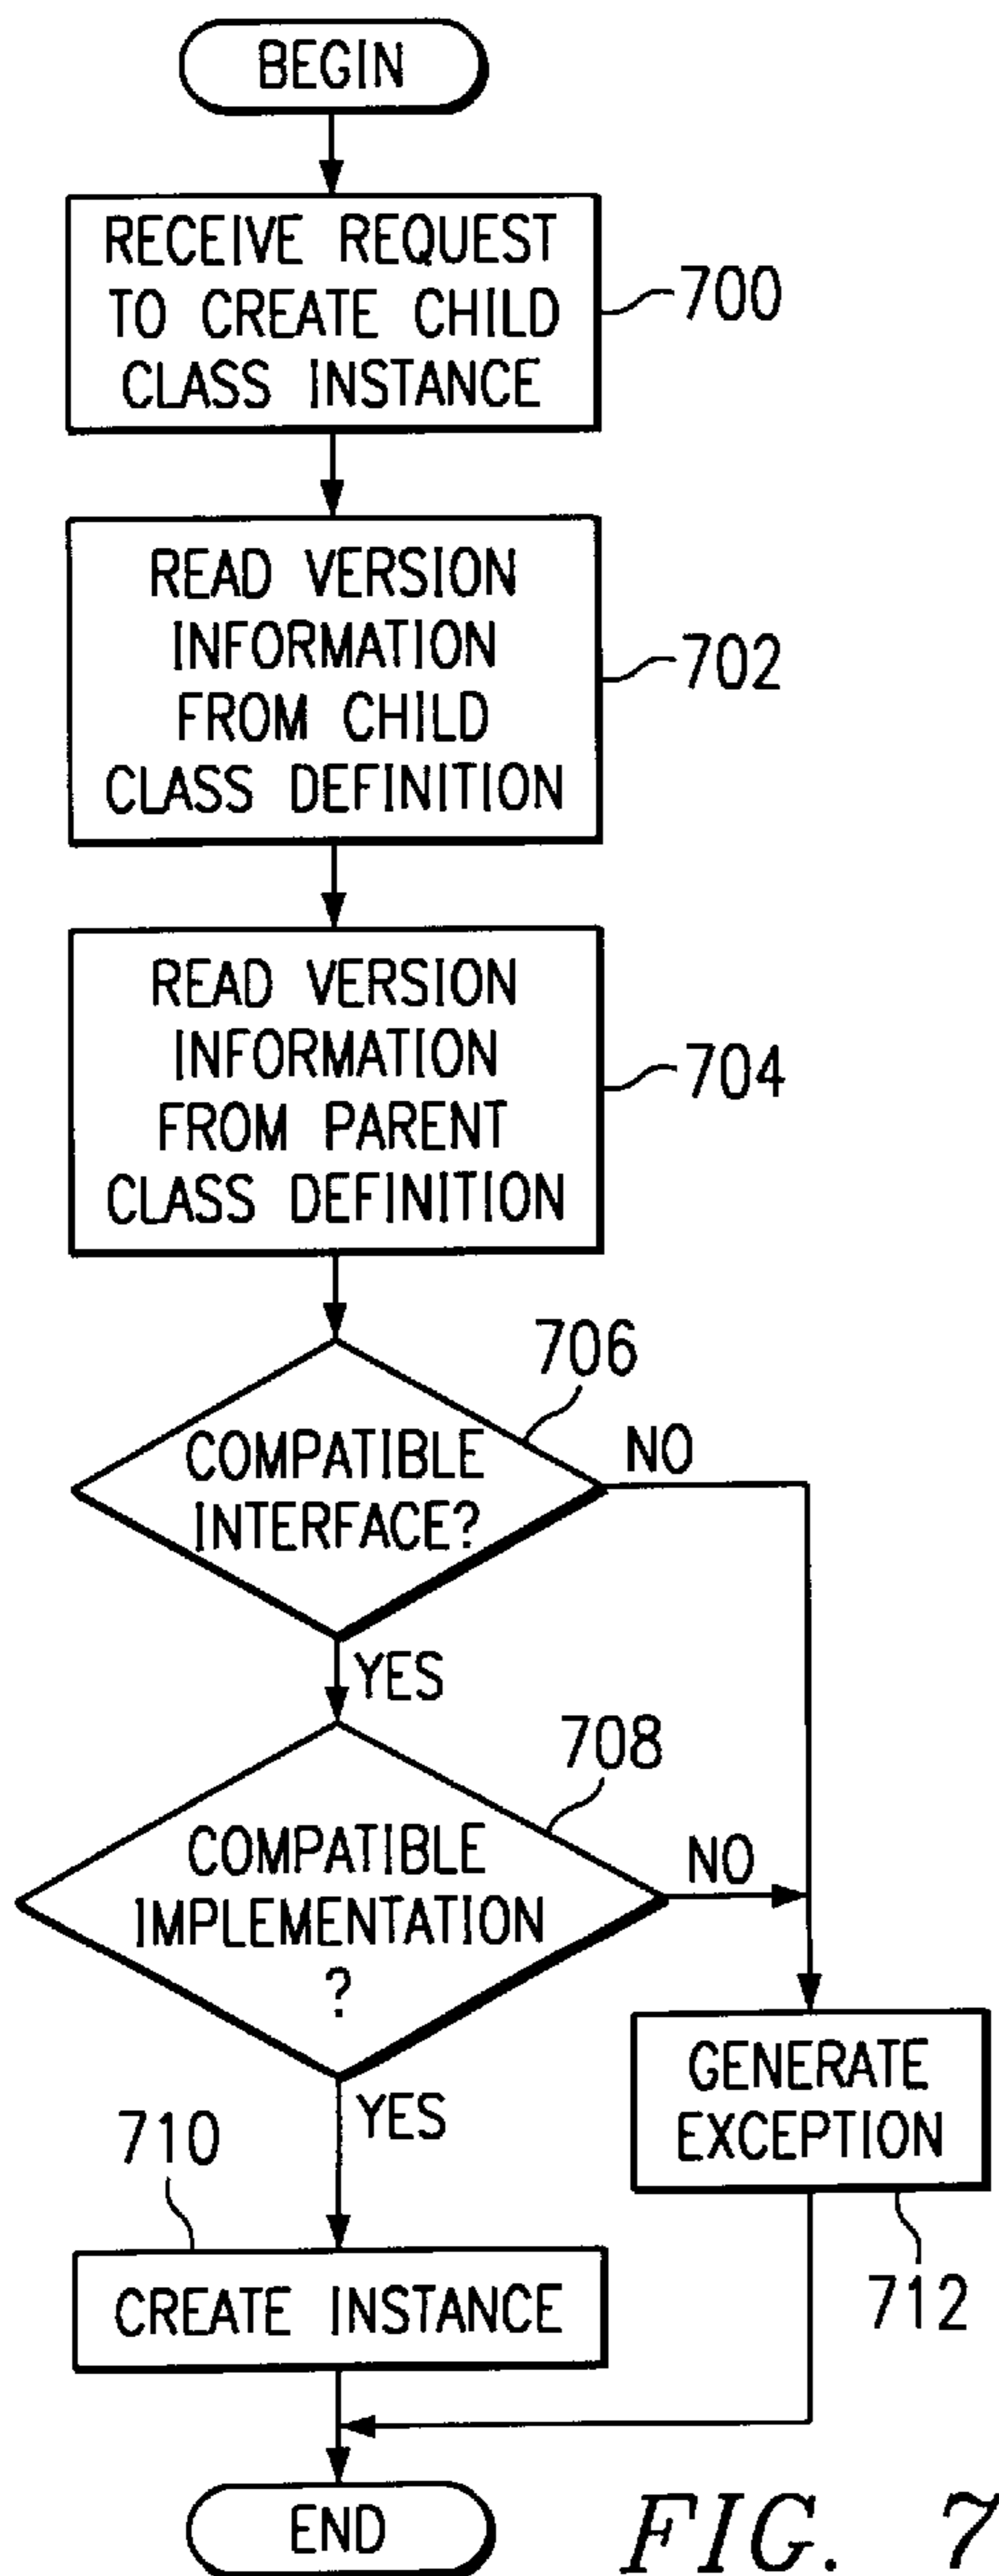 BEGIN
RECEIVE REQUEST
TO CREATE CHILD
CLASS INSTANCE
700
READ VERSION
INFORMATION
FROM CHILD
CLASS DEFINITION
702
READ VERSION
INFORMATION
FROM PARENT
CLASS DEFINITION
704
706
COMPATIBLE
INTERFACE?
NO
YES
708
COMPATIBLE
IMPLEMENTATION
?
NO
YES
GENERATE
EXCEPTION
712
710
CREATE INSTANCE
END
FIG. 7